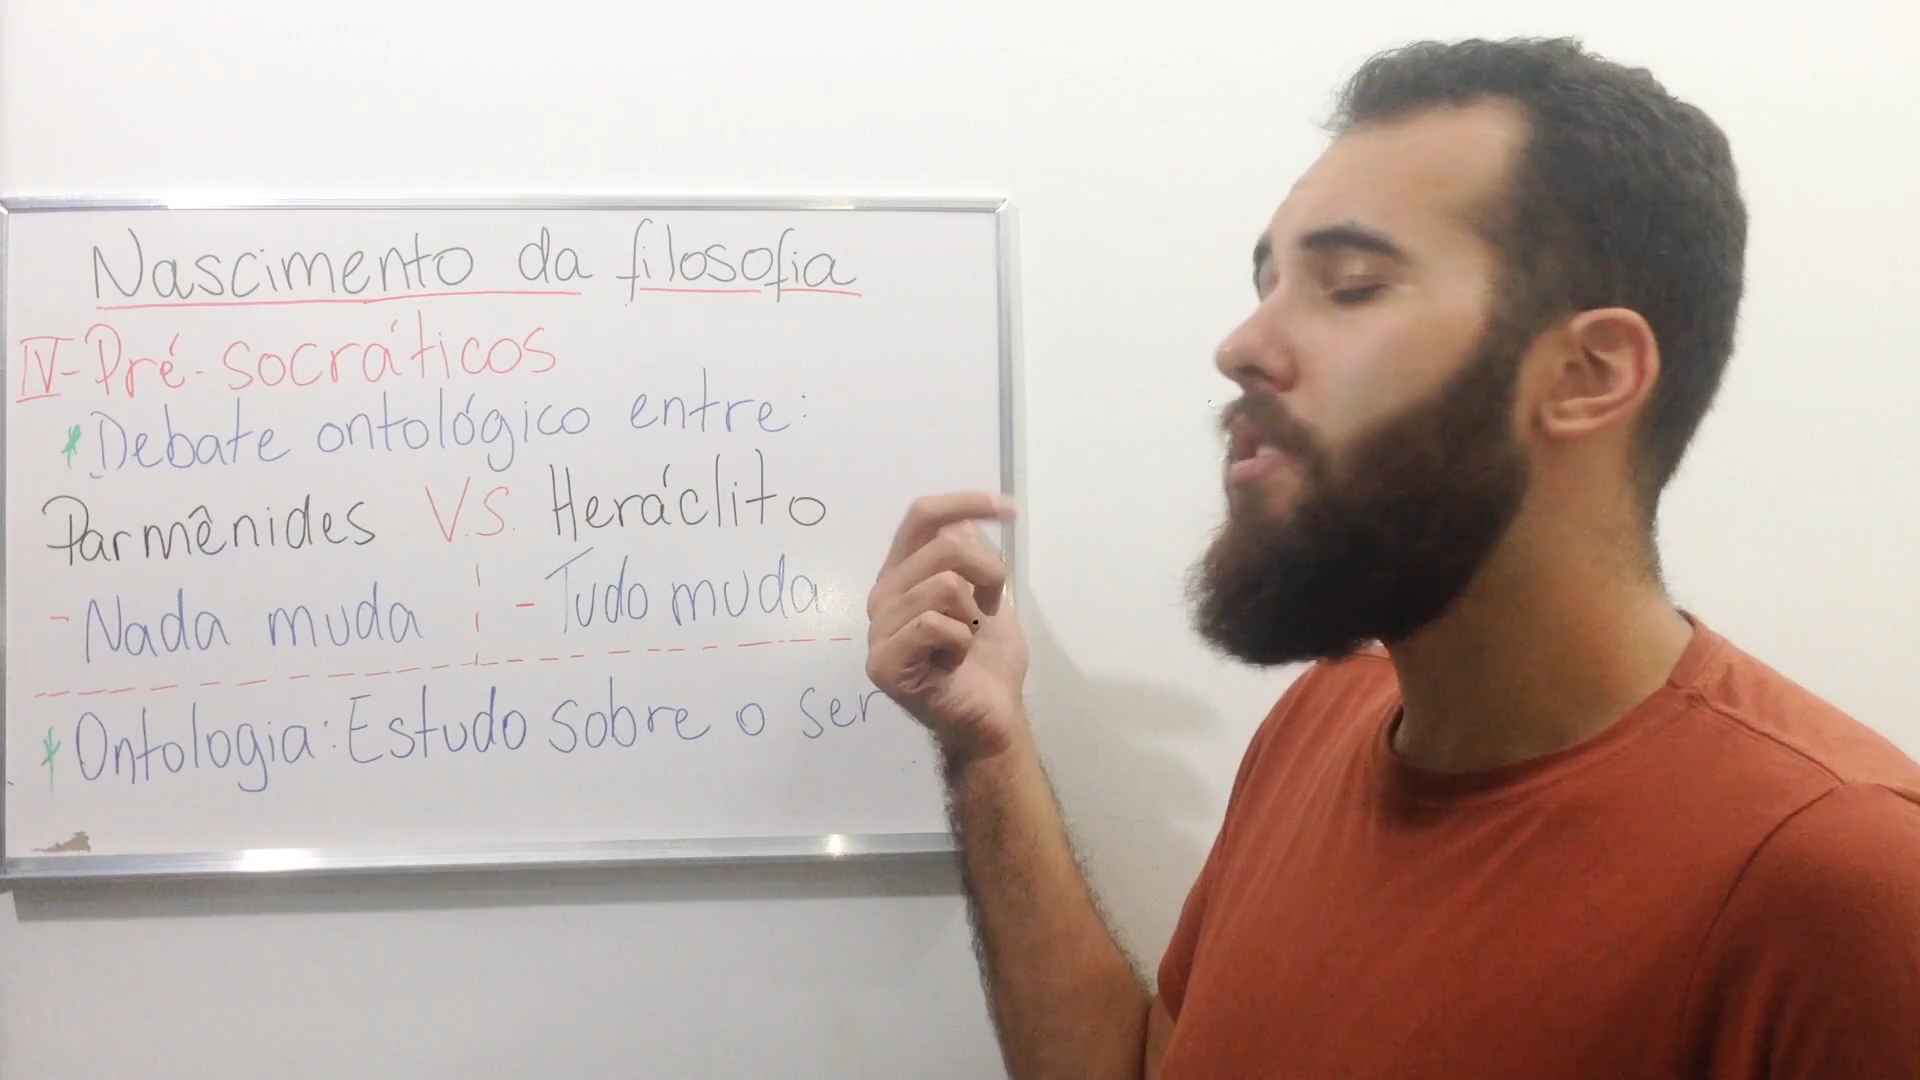 Nascimento da filosofia
IV-Pré-socráticos
*Debate ontológico entre:
Parmênides V.S. Heráclito
-Nada muda - Tudo muda
*Ontologia: Estudo sobre o ser